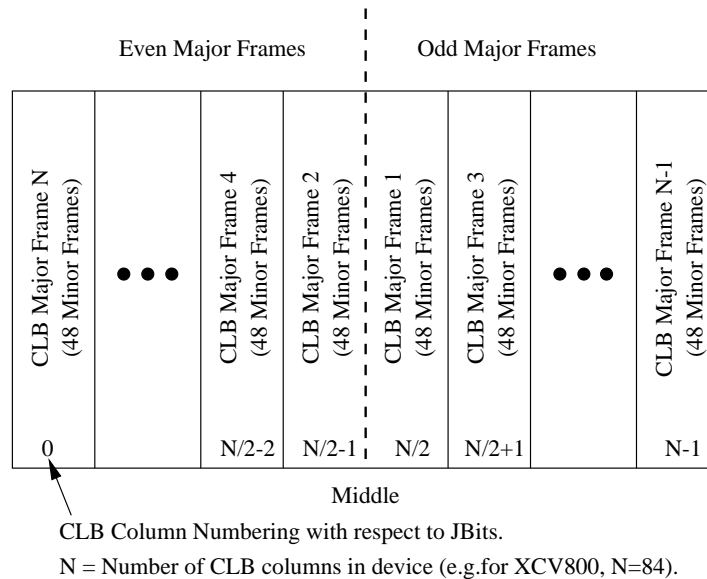 Even Major Frames
Odd Major Frames
CLB Major Frame N
(48 Minor Frames)
CLB Major Frame 4
(48 Minor Frames)
CLB Major Frame 2
(48 Minor Frames)
CLB Major Frame 1
(48 Minor Frames)
CLB Major Frame 3
(48 Minor Frames)
CLB Major Frame N-1
(48 Minor Frames)
0
N/2-2
N/2-1
N/2
N/2+1
N-1
Middle
CLB Column Numbering with respect to JBits.
N = Number of CLB columns in device (e.g.for XCV800, N=84).